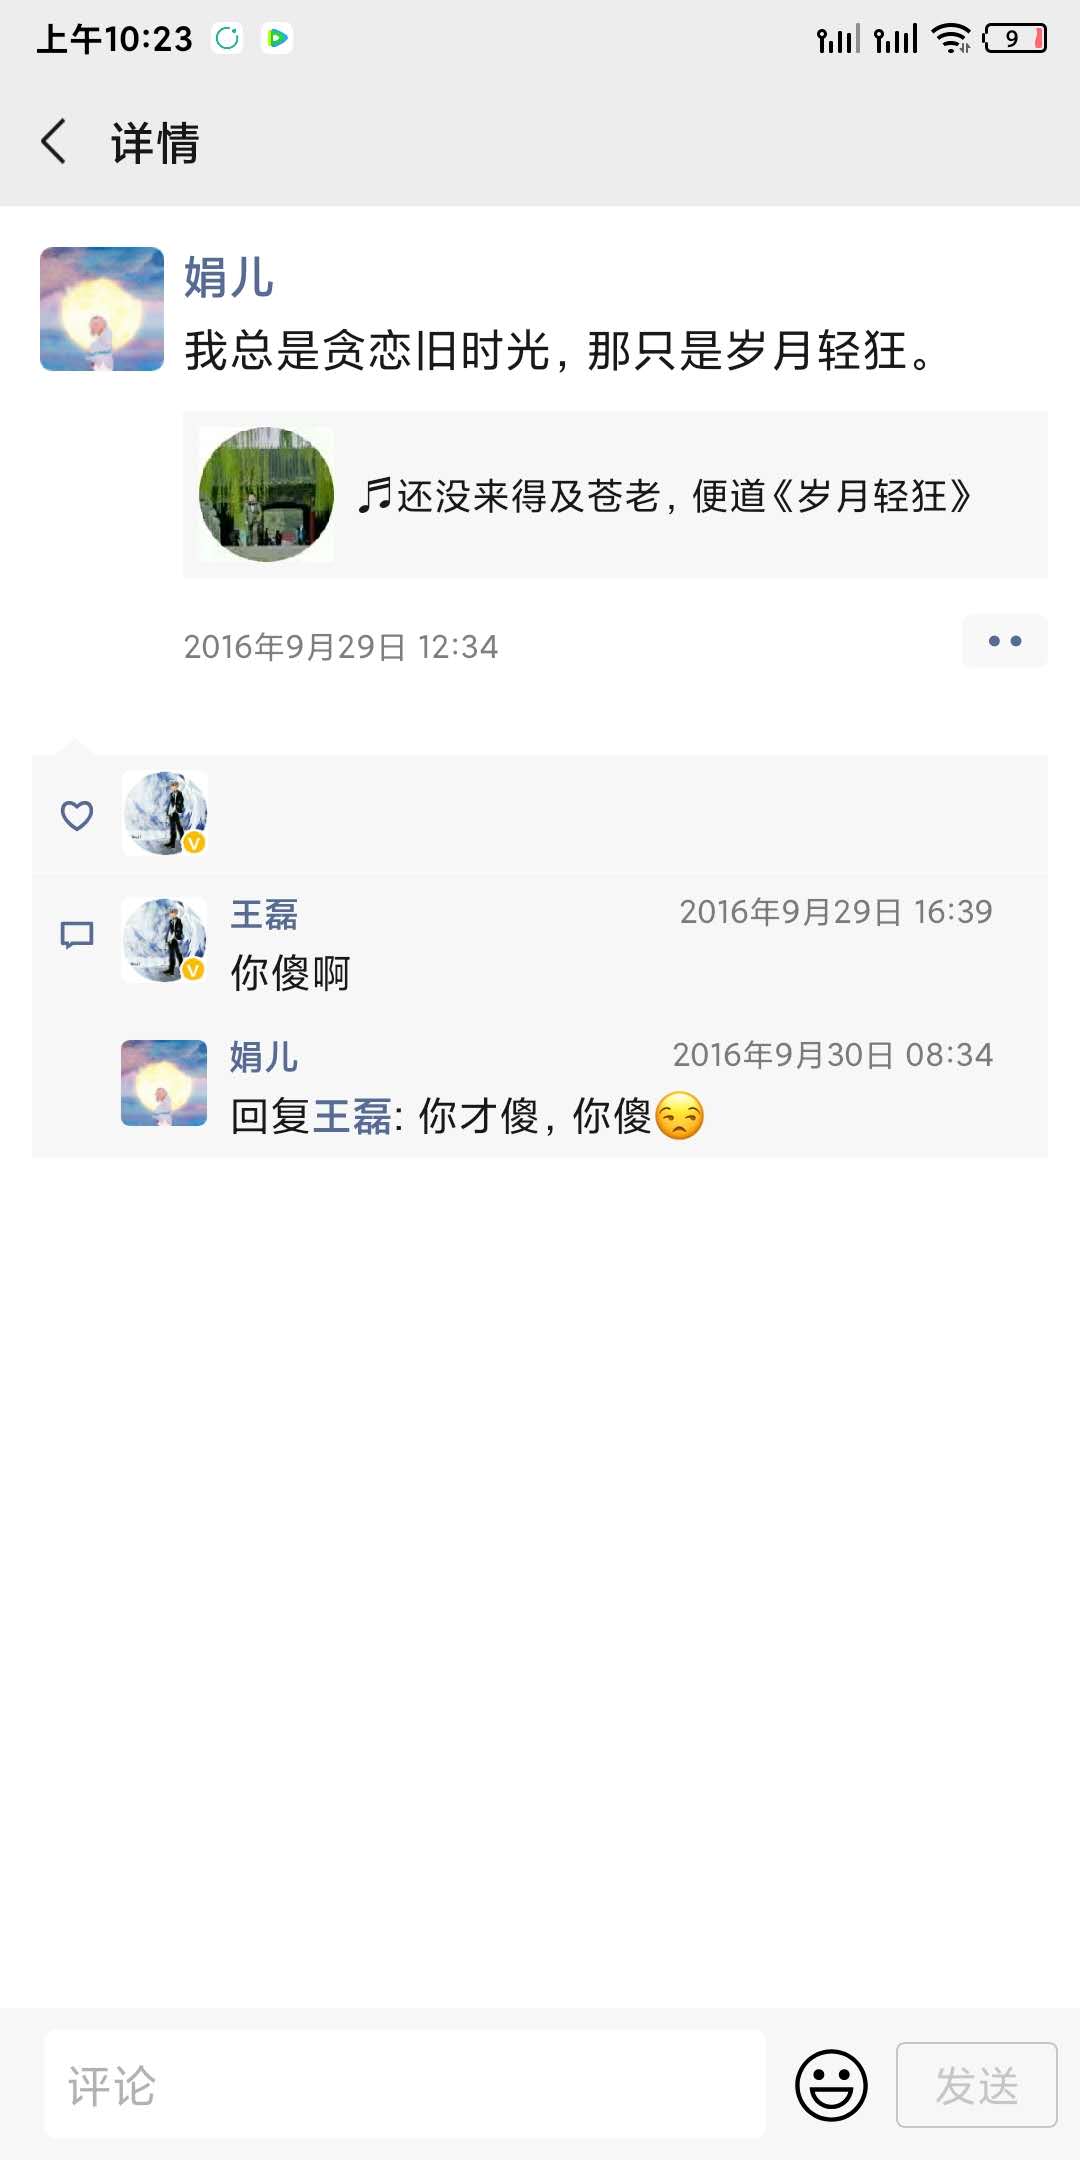 上午10:23
9
详情
娟儿
我总是贪恋旧时光，那只是岁月轻狂。
♬还没来得及苍老，便道《岁月轻狂》
2016年9月29日 12:34
王磊
2016年9月29日 16:39
你傻啊
娟儿
2016年9月30日 08:34
回复王磊: 你才傻，你傻😒
评论
发送